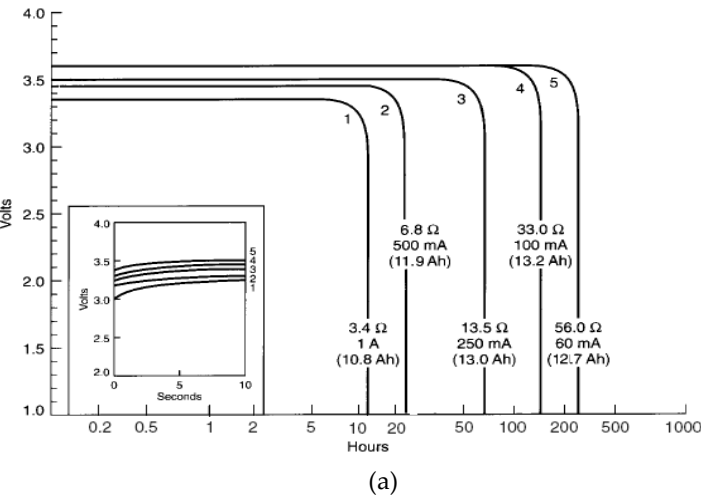 4.0
3.5
3.0
2.5
2.0
1.5
1.0
Volts
1
2
3
4
5
6.8 Ω
500 mA
(11.9 Ah)
33.0 Ω
100 mA
(13.2 Ah)
3.4 Ω
1 A
(10.8 Ah)
13.5 Ω
250 mA
(13.0 Ah)
56.0 Ω
60 mA
(12.7 Ah)
4.0
3.5
3.0
2.5
2.0
Volts
5
4
3
2
1
0 5 10
Seconds
0.2 0.5 1 2 5 10 20 50 100 200 500 1000
Hours
(a)